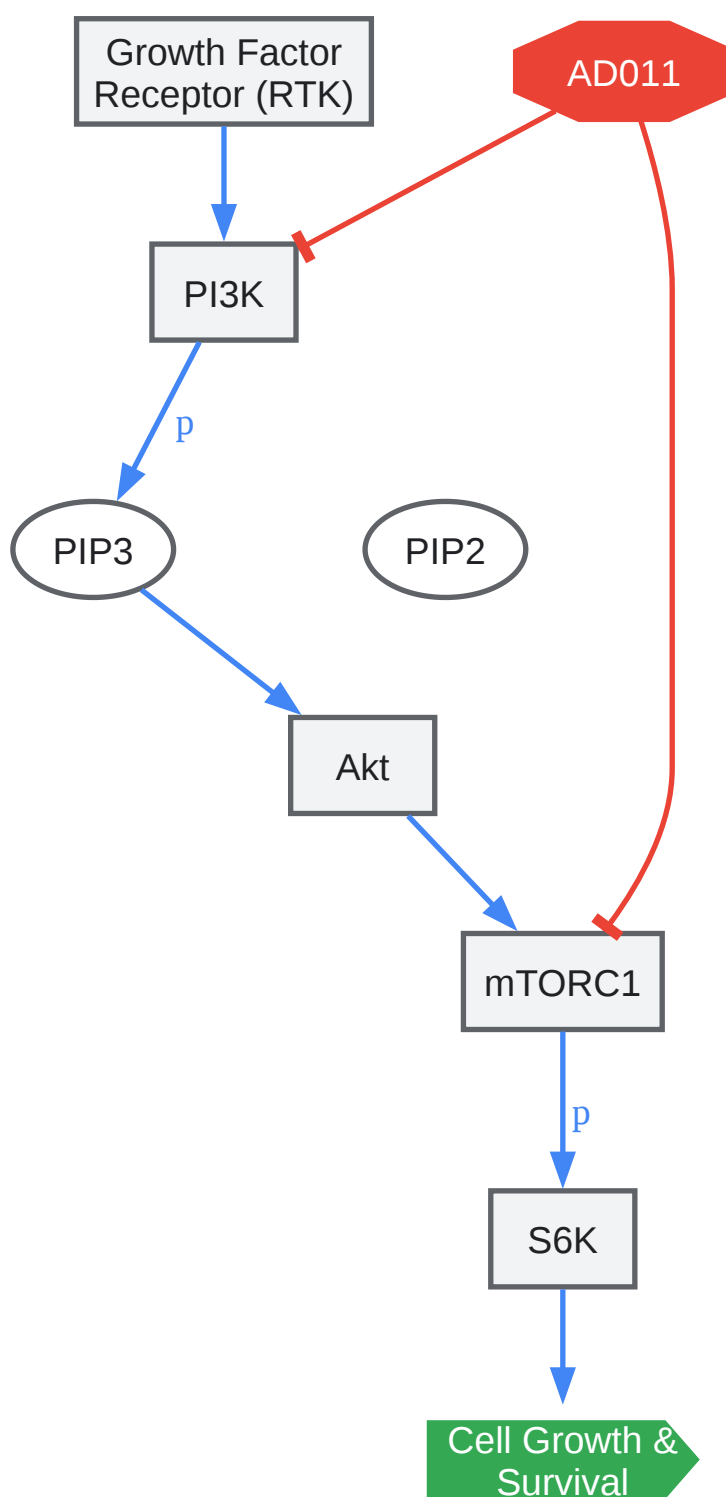 Growth Factor
Receptor (RTK)
AD011
PI3K
p
PIP3
PIP2
Akt
mTORC1
p
S6K
Cell Growth &
Survival